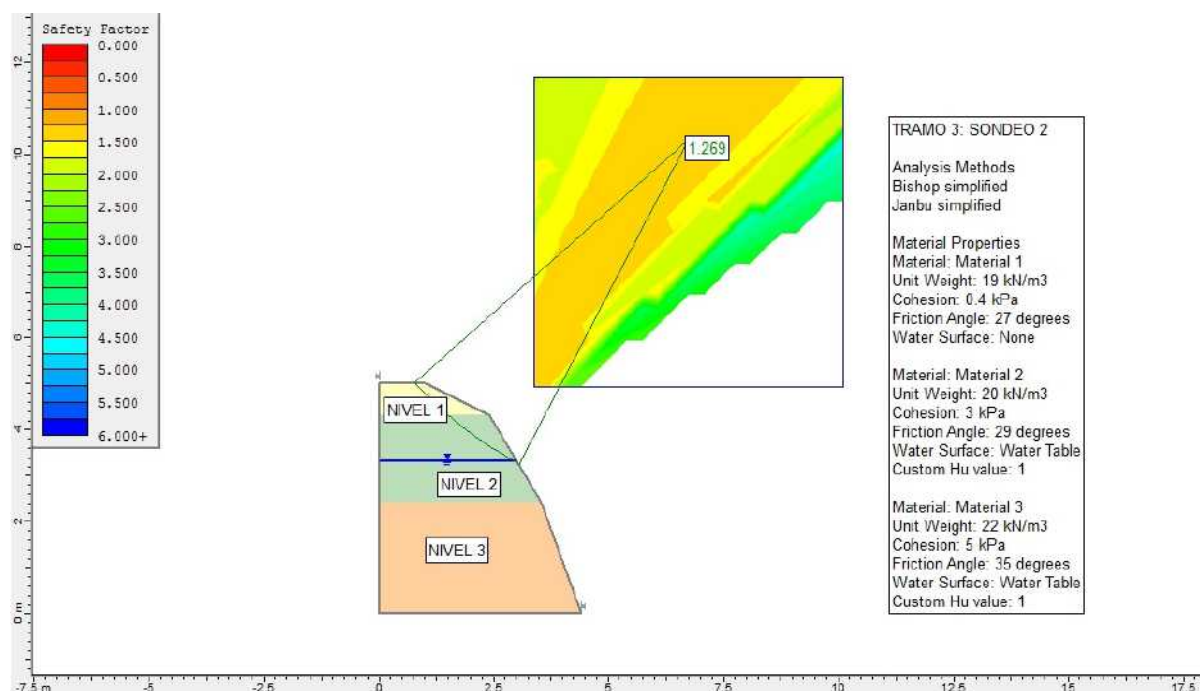 Safety Factor
0.000
0.500
1.000
1.500
2.000
2.500
3.000
3.500
4.000
4.500
5.000
5.500
6.000+
1.269
NIVEL 1
NIVEL 2
NIVEL 3
TRAMO 3: SONDEO 2
Analysis Methods
Bishop simplified
Janbu simplified
Material Properties
Material: Material 1
Unit Weight: 19 kN/m3
Cohesion: 0.4 kPa
Friction Angle: 27 degrees
Water Surface: None
Material: Material 2
Unit Weight: 20 kN/m3
Cohesion: 3 kPa
Friction Angle: 29 degrees
Water Surface: Water Table
Custom Hu value: 1
Material: Material 3
Unit Weight: 22 kN/m3
Cohesion: 5 kPa
Friction Angle: 35 degrees
Water Surface: Water Table
Custom Hu value: 1
12
10
8
6
4
2
0 m
-7.5 m
-5
-2.5
0
2.5
5
7.5
10
12.5
15
17.5